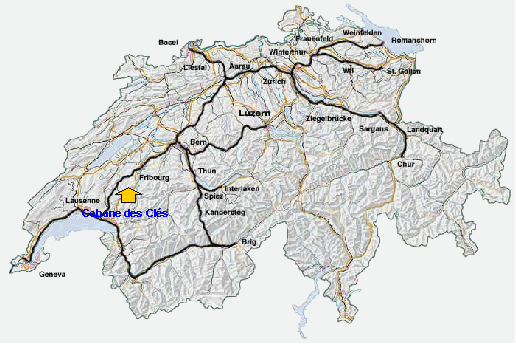 Weinfelden
Frauenfeld
Romanshorn
Basel
Winterthur
Liestal
Aarau
Wil
St. Gallen
Zürich
Luzern
Ziegelbrücke
Sargans
Landquart
Bern
Chur
Thun
Fribourg
Interlaken
Spiez
Lausanne
Cabane des Clés
Kandersteg
Brig
Geneva